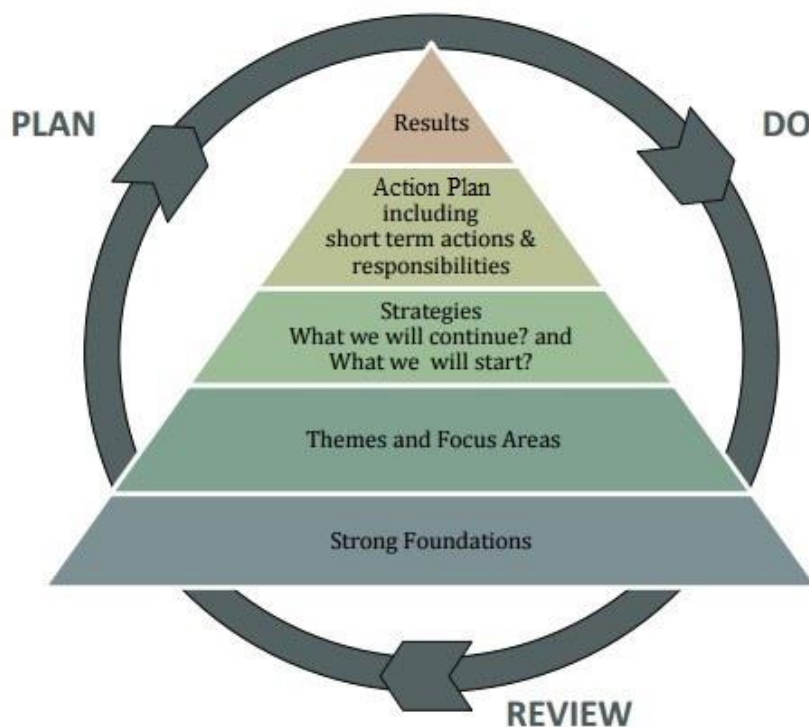 PLAN
DO
Results
Action Plan
including
short term actions &
responsibilities
Strategies
What we will continue? and
What we will start?
Themes and Focus Areas
Strong Foundations
REVIEW